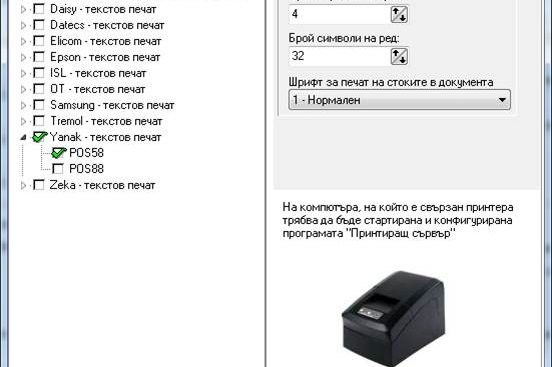 Daisy - текстов печат
Datecs - текстов печат
Elicom - текстов печат
Epson - текстов печат
ISL - текстов печат
OT - текстов печат
Samsung - текстов печат
Tremol - текстов печат
Yanak - текстов печат
POS58
POS88
Zeka - текстов печат
4
Брой символи на ред:
32
Шрифт за печат на стоките в документа
1 - Нормален
На компютъра, на който е свързан принтера
трябва да бъде стартирана и конфигурирана
програмата "Принтиращ сървър"